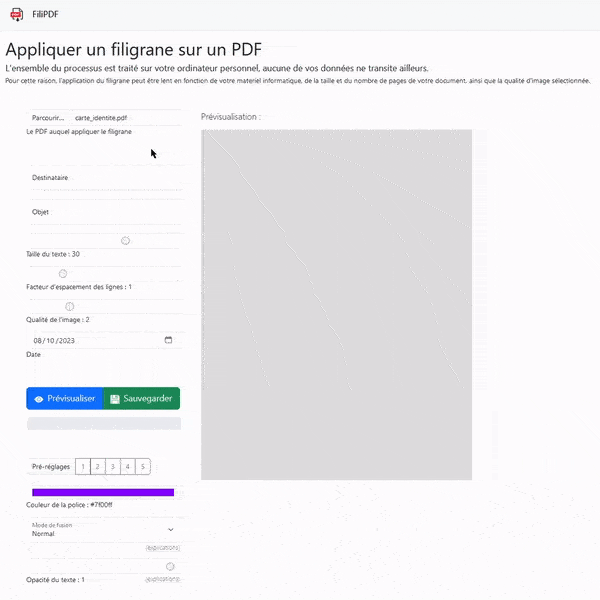 FiliPDF
Appliquer un filigrane sur un PDF
L'ensemble du processus est traité sur votre ordinateur personnel, aucune de vos données ne transite ailleurs.
Pour cette raison, l'application du filigrane peut être lent en fonction de votre materiel informatique, de la taille et du nombre de pages de votre document. ainsi que la qualité d'image sélectionnée.
Parcourir... carte_identite.pdf
Le PDF auquel appliquer le filigrane
Prévisualisation :
Destinataire
Objet
Taille du texte : 30
Facteur d'espacement des lignes : 1
Qualité de l'image : 2
08/10/2023
Date
Prévisualiser
Sauvegarder
Pré-réglages 1 2 3 4 5
Couleur de la police : #7f00ff
Mode de fusion
Normal
(explications)
Opacité du texte : 1 (explications)